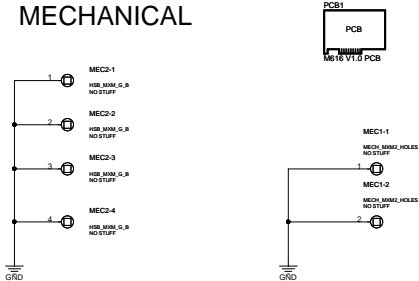 MECHANICAL
PCB1
PCB
M616 V1.0 PCB
MEC2-1
1
HSB_MXM_G_B
NO STUFF
MEC2-2
2
HSB_MXM_G_B
NO STUFF
MEC2-3
3
HSB_MXM_G_B
NO STUFF
MEC2-4
4
HSB_MXM_G_B
NO STUFF
GND
MEC1-1
MECH_MXM2_HOLES
NO STUFF
1
MEC1-2
MECH_MXM2_HOLES
NO STUFF
2
GND